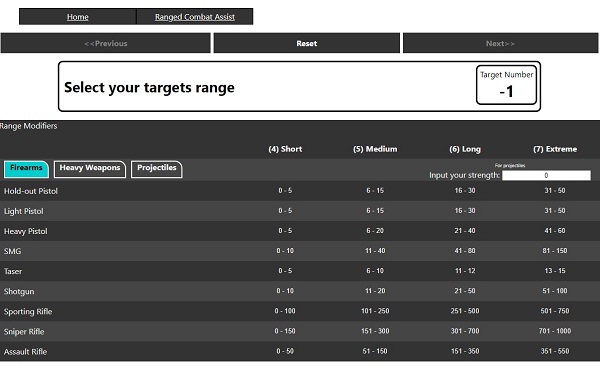 Home Ranged Combat Assist
<<Previous Reset Next>>
Select your targets range
Target Number
-1
Range Modifiers
(4) Short (5) Medium (6) Long (7) Extreme
Firearms Heavy Weapons Projectiles
For projectiles
Input your strength: 0
Hold-out Pistol 0 - 5 6 - 15 16 - 30 31 - 50
Light Pistol 0 - 5 6 - 15 16 - 30 31 - 50
Heavy Pistol 0 - 5 6 - 20 21 - 40 41 - 60
SMG 0 - 10 11 - 40 41 - 80 81 - 150
Taser 0 - 5 6 - 10 11 - 12 13 - 15
Shotgun 0 - 10 11 - 20 21 - 50 51 - 100
Sporting Rifle 0 - 100 101 - 250 251 - 500 501 - 750
Sniper Rifle 0 - 150 151 - 300 301 - 700 701 - 1000
Assault Rifle 0 - 50 51 - 150 151 - 350 351 - 550